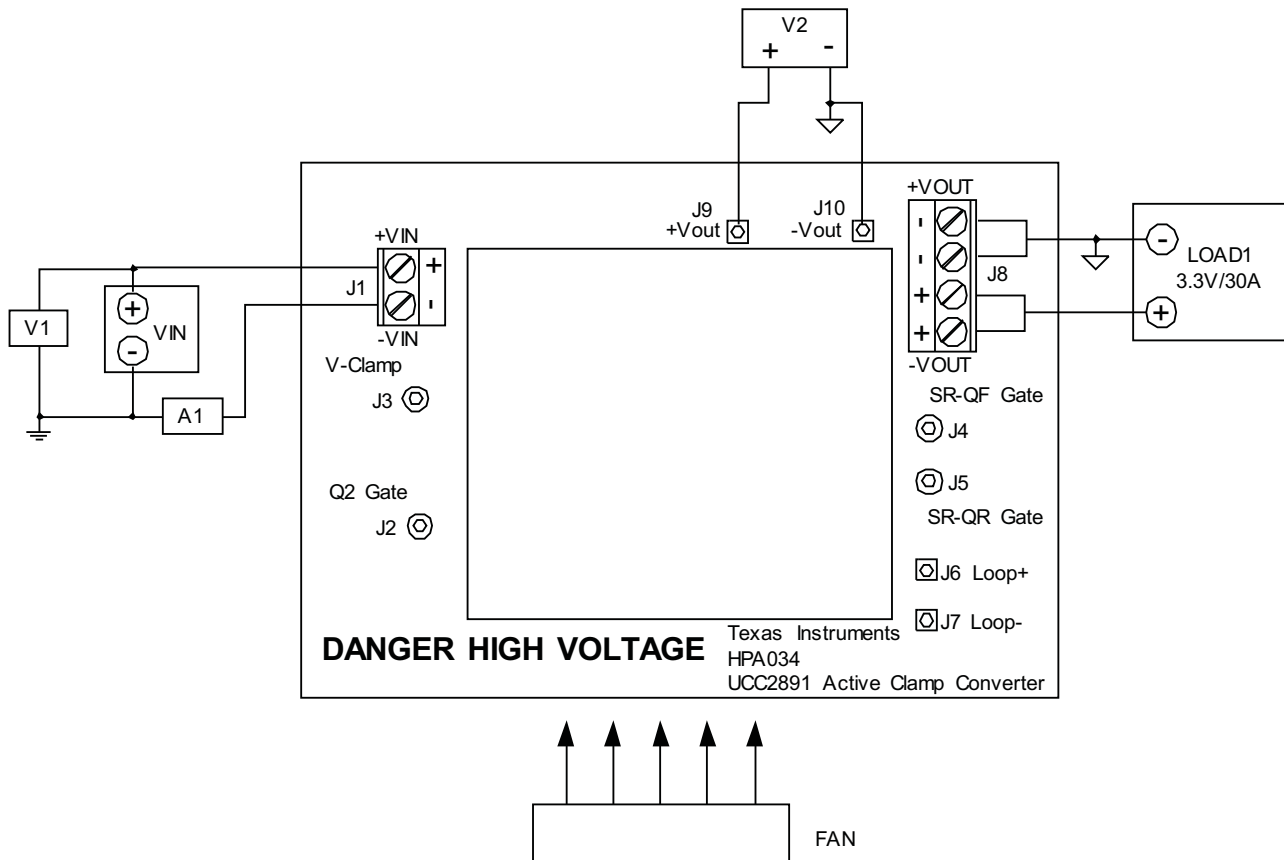 V2
+ -
J9
+Vout
J10
-Vout
+VOUT
-
-
+
+
J8
-VOUT
-
LOAD1
3.3V/30A
+
+VIN
+
J1
-
-VIN
V1
+
VIN
-
A1
V-Clamp
J3
Q2 Gate
J2
SR-QF Gate
J4
J5
SR-QR Gate
J6 Loop+
J7 Loop-
DANGER HIGH VOLTAGE
Texas Instruments
HPA034
UCC2891 Active Clamp Converter
FAN